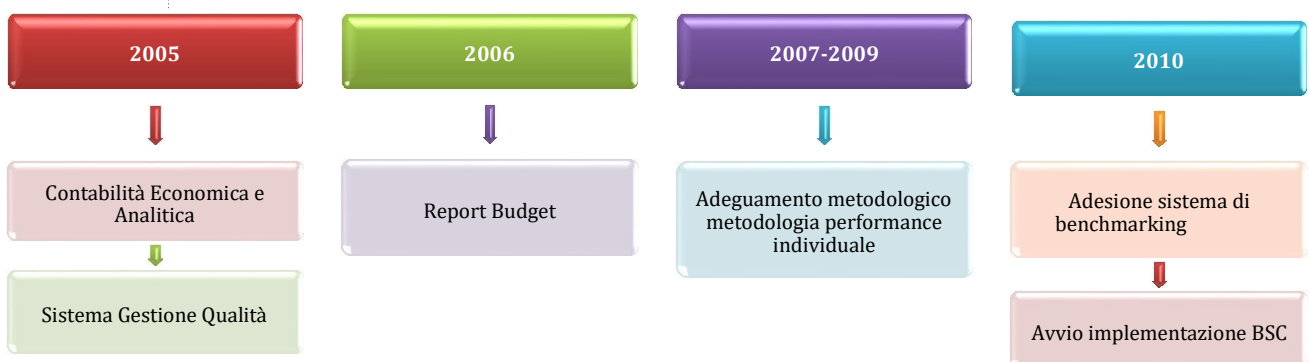 2005
Contabilità Economica e
Analitica
Sistema Gestione Qualità
2006
Report Budget
2007-2009
Adeguamento metodologico
metodologia performance
individuale
2010
Adesione sistema di
benchmarking
Avvio implementazione BSC